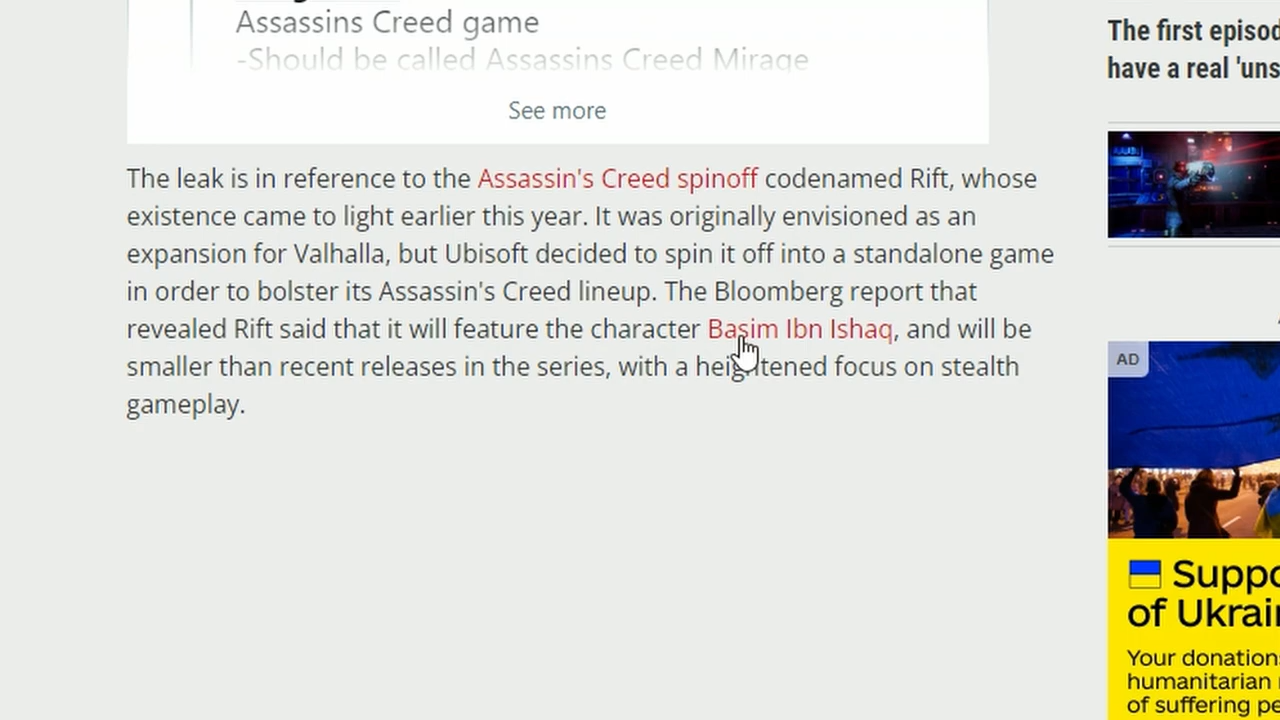 Assassins Creed game
-Should be called Assassins Creed Mirage
See more
The leak is in reference to the Assassin's Creed spinoff codenamed Rift, whose
existence came to light earlier this year. It was originally envisioned as an
expansion for Valhalla, but Ubisoft decided to spin it off into a standalone game
in order to bolster its Assassin's Creed lineup. The Bloomberg report that
revealed Rift said that it will feature the character Basim Ibn Ishaq, and will be
smaller than recent releases in the series, with a heightened focus on stealth
gameplay.
The first episod
have a real 'uns
AD
Suppo
of Ukrai
Your donation
humanitarian
of suffering pe